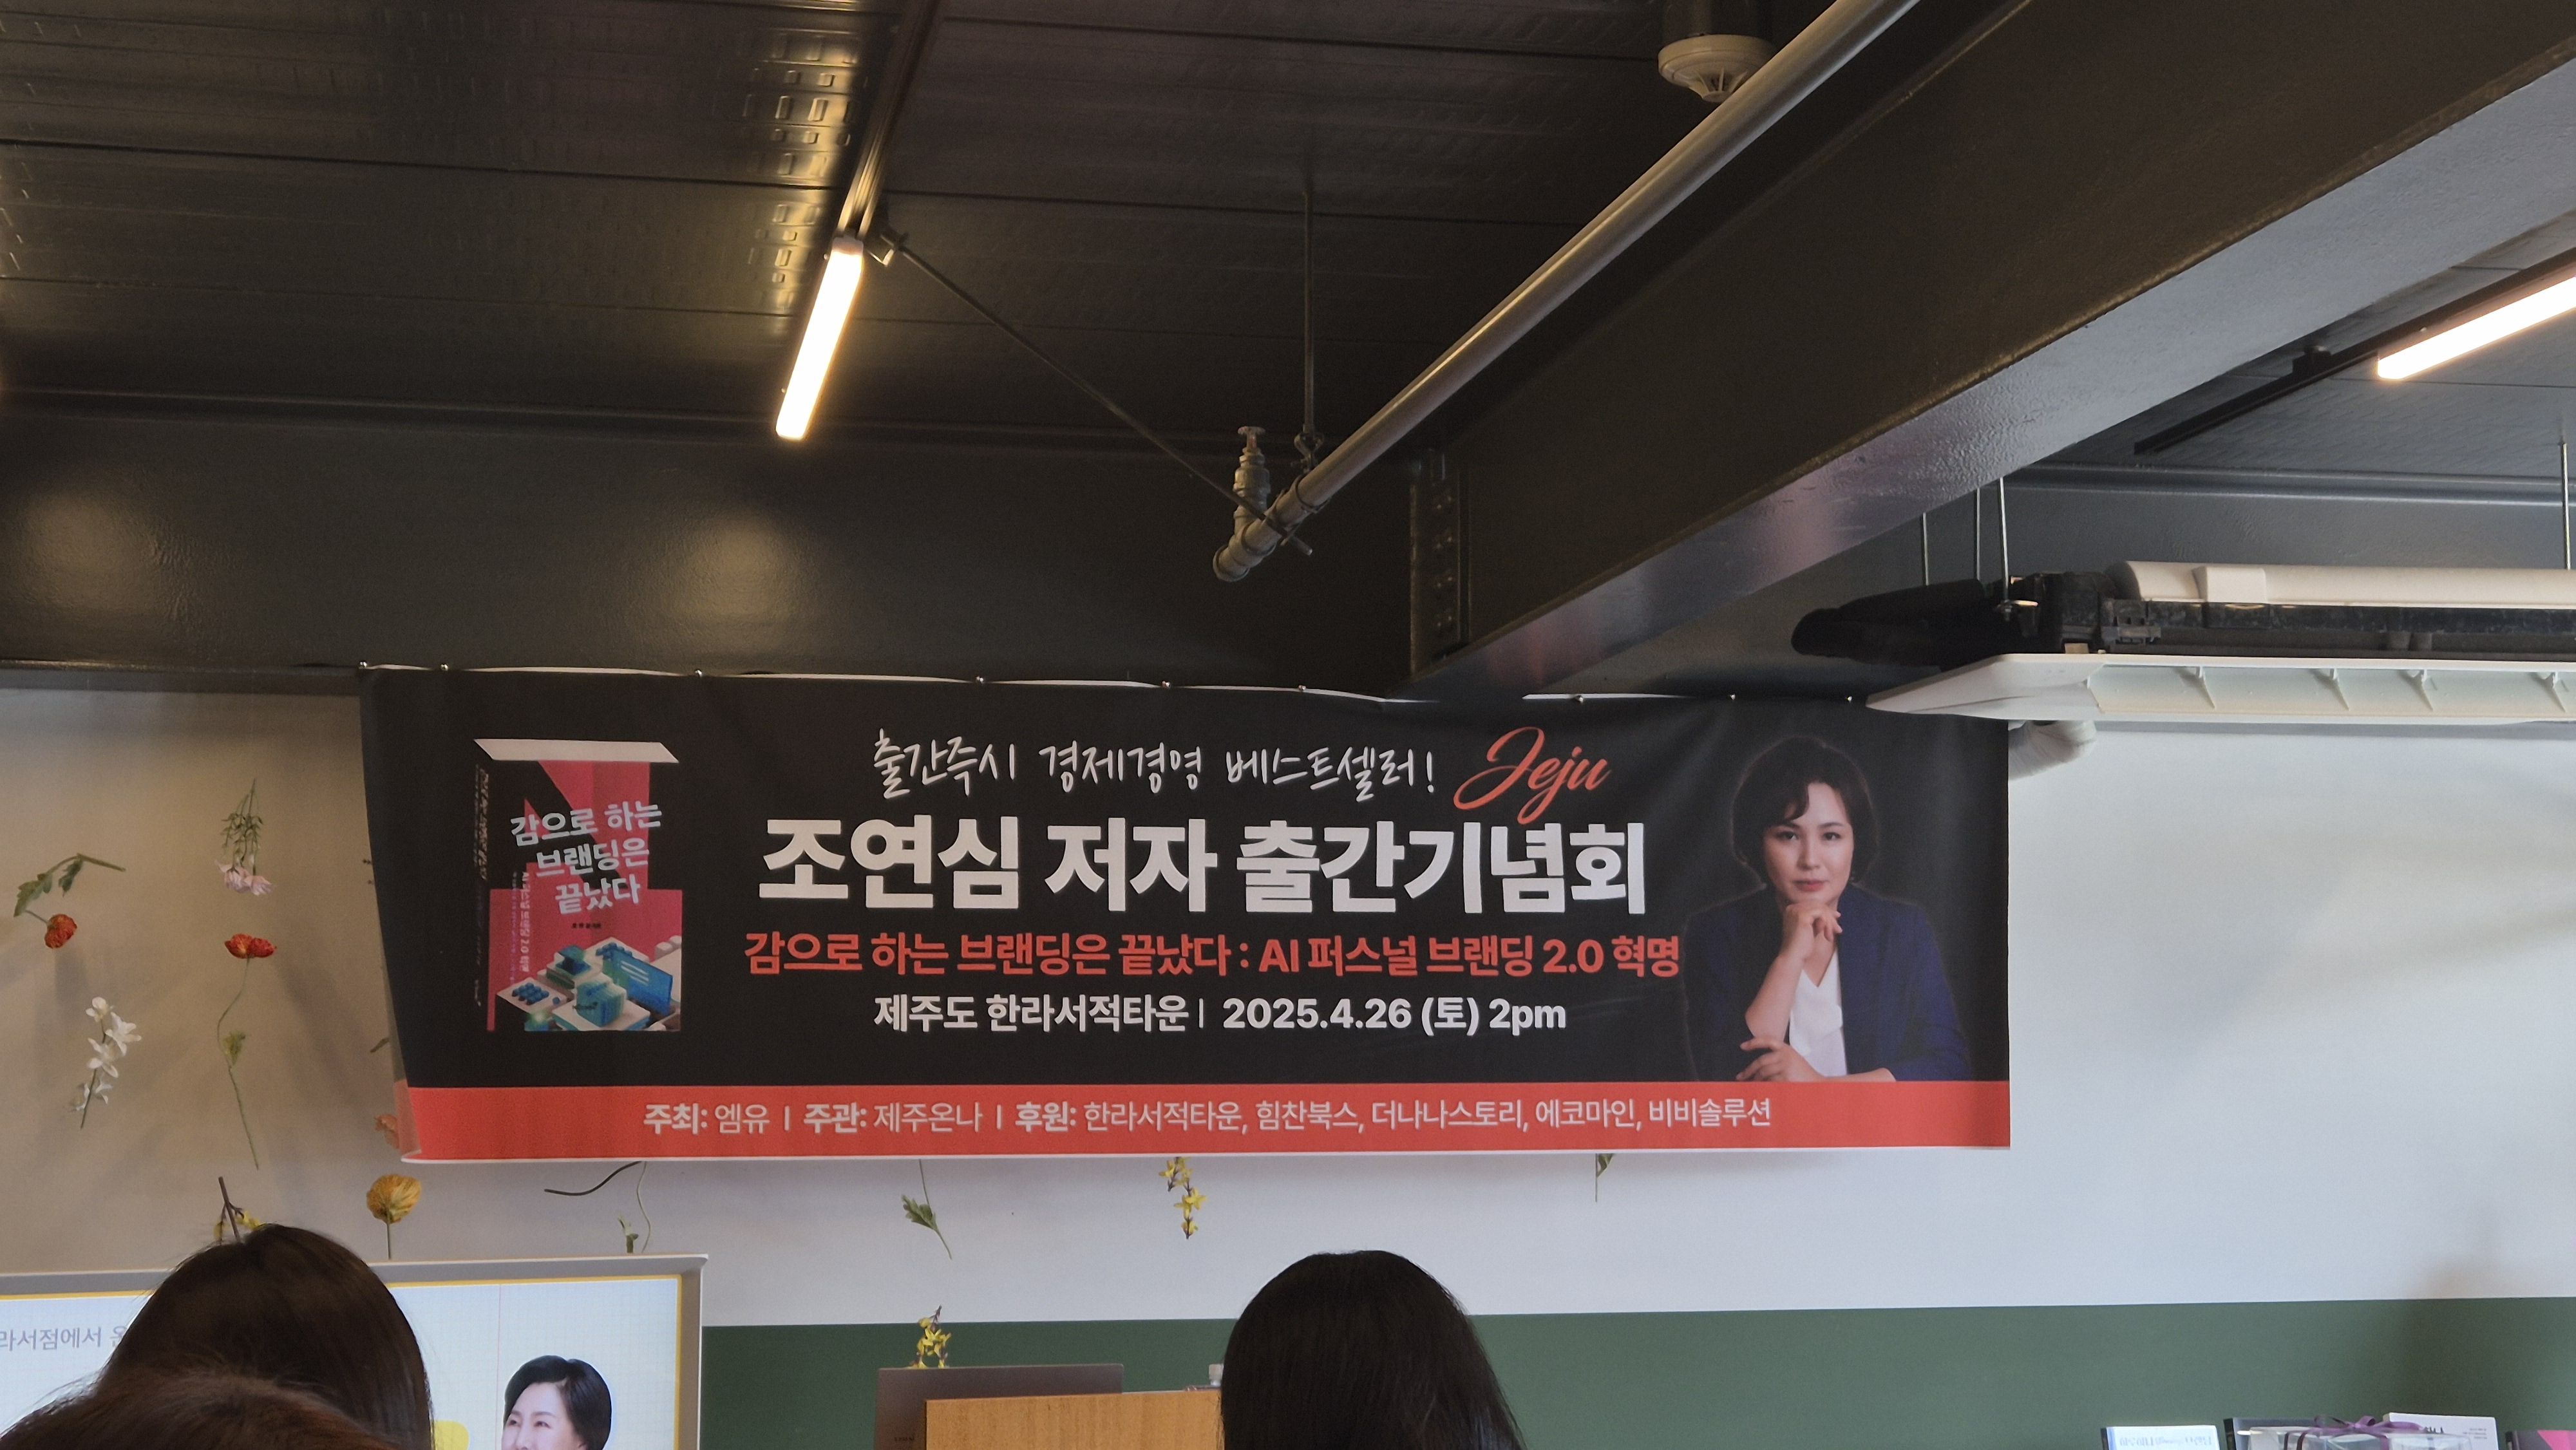 출간즉시 경제경영 베스트셀러! Jeju
조연심 저자 출간기념회
감으로 하는 브랜딩은 끝났다 : AI 퍼스널 브랜딩 2.0 혁명
제주도 한라서적타운 | 2025.4.26 (토) 2pm
감으로 하는
브랜딩은
끝났다
주최: 엠유 | 주관: 제주온나 | 후원: 한라서적타운, 힘찬북스, 더나나스토리, 에코마인, 비비솔루션
라서점에서